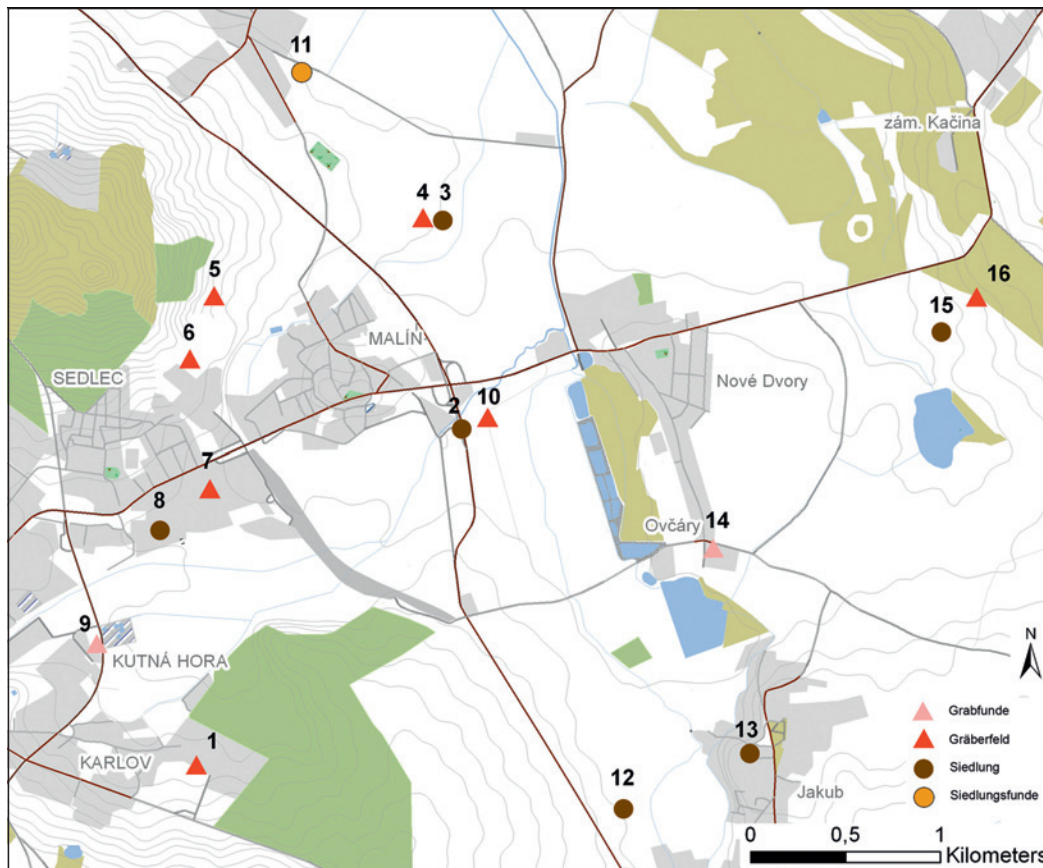 11
zám. Kačina
4 3
5
16
15
6
MALÍN
SEDLEC
Nové Dvory
2 10
7
8
Ovčáry 14
9
N
KUTNÁ HORA
Grabfunde
Gräberfeld
1
13
KARLOV
Siedlung
12
Jakub
Siedlungsfunde
0 0,5 1
Kilometers